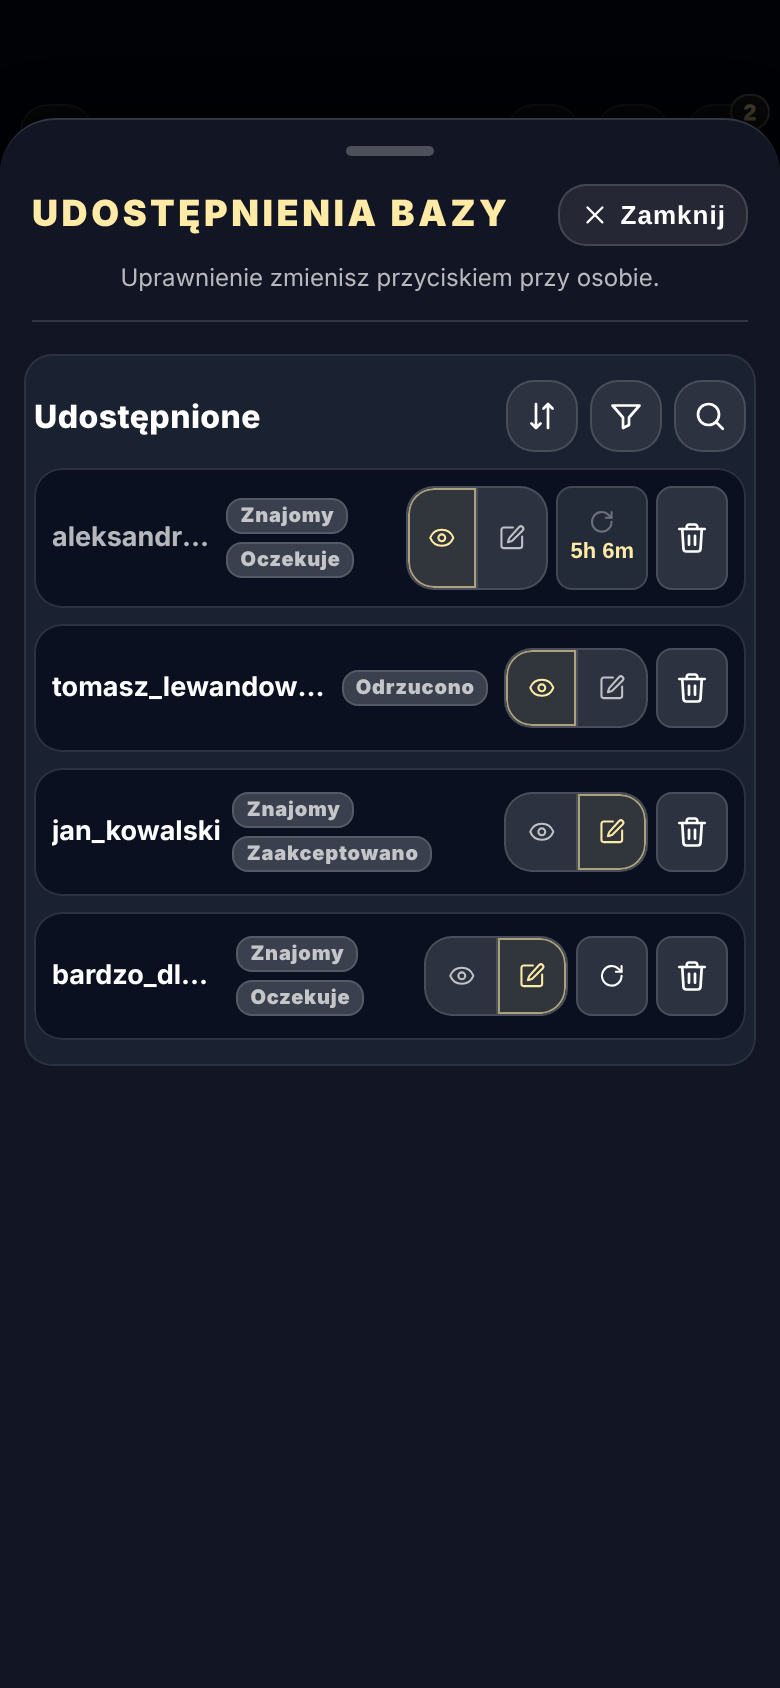 2
UDOSTĘPNIENIA BAZY
Zamknij
Uprawnienie zmienisz przyciskiem przy osobie.
Udostępnione
aleksandr...
Znajomy
Oczekuje
5h 6m
tomasz_lewandow...
Odrzucono
jan_kowalski
Znajomy
Zaakceptowano
bardzo_dl...
Znajomy
Oczekuje